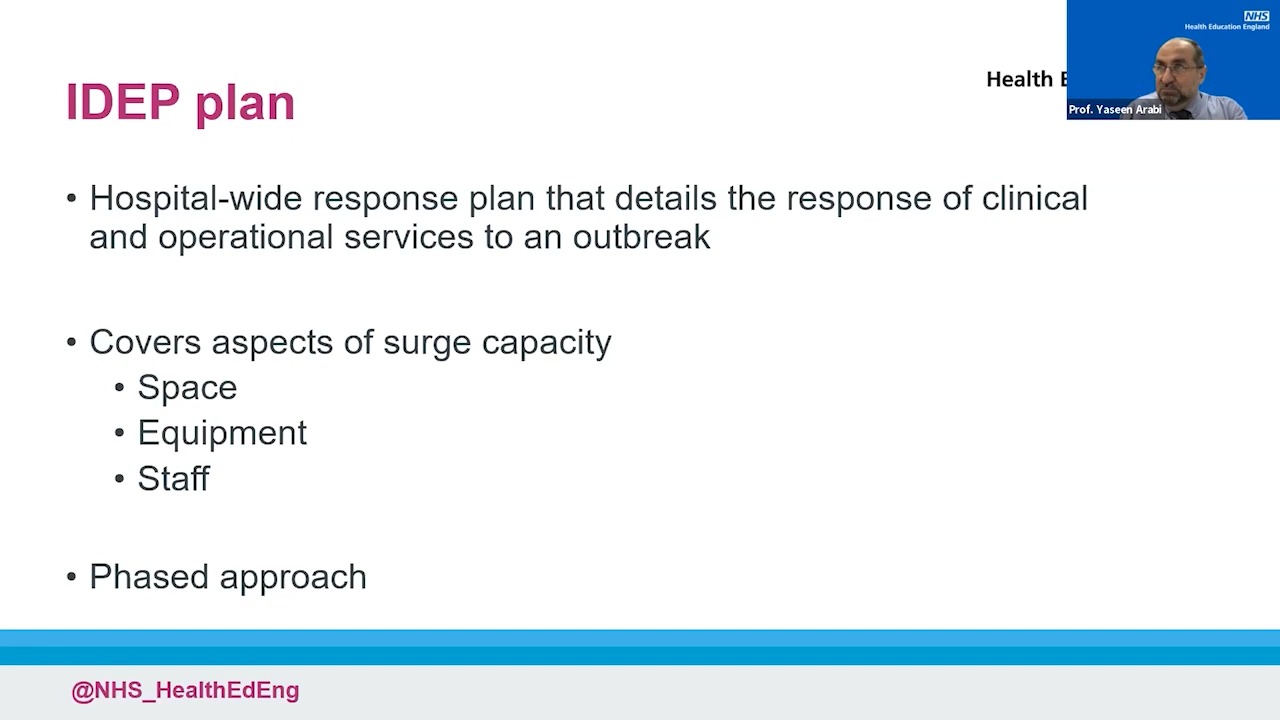 IDEP plan
Health E
NHS
Health Education England
Prof. Yaseen Arabi
• Hospital-wide response plan that details the response of clinical
and operational services to an outbreak
• Covers aspects of surge capacity
• Space
• Equipment
• Staff
• Phased approach
@NHS_HealthEdEng